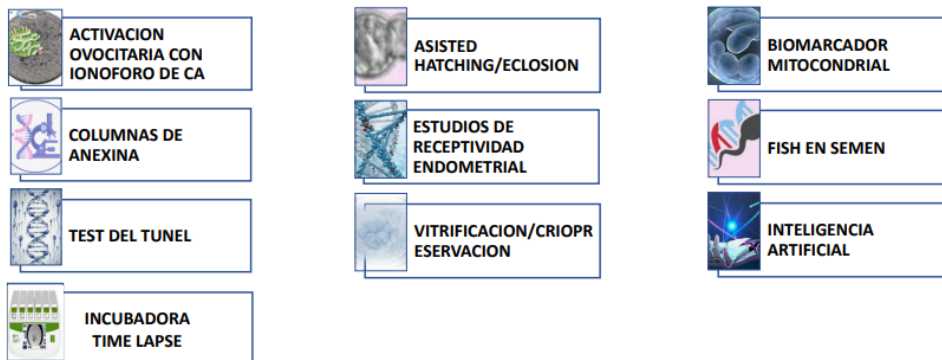 ACTIVACION
OVOCITARIA CON
IONOFORO DE CA
COLUMNAS DE
ANEXINA
TEST DEL TUNEL
INCUBADORA
TIME LAPSE
ASISTED
HATCHING/ECLOSION
ESTUDIOS DE
RECEPTIVIDAD
ENDOMETRIAL
VITRIFICACION/CRIOPR
ESERVACION
BIOMARCADOR
MITOCONDRIAL
FISH EN SEMEN
INTELIGENCIA
ARTIFICIAL